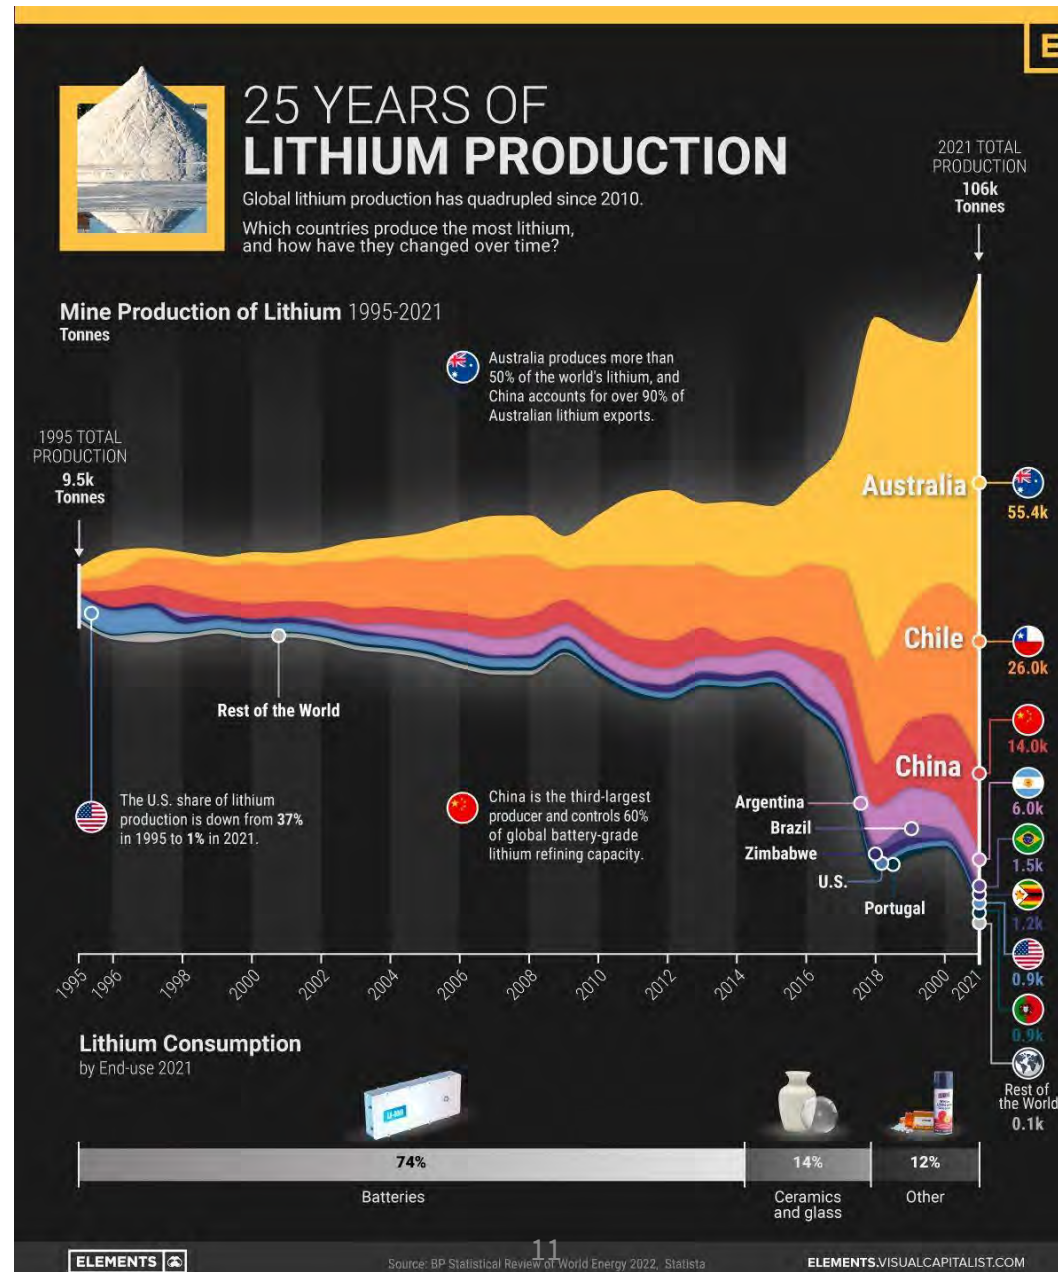 E
25 YEARS OF
LITHIUM PRODUCTION
Global lithium production has quadrupled since 2010.
Which countries produce the most lithium,
and how have they changed over time?
2021 TOTAL
PRODUCTION
106k
Tonnes
Mine Production of Lithium 1995-2021
Tonnes
Australia produces more than
50% of the world's lithium, and
China accounts for over 90% of
Australian lithium exports.
1995 TOTAL
PRODUCTION
9.5k
Tonnes
Australia
55.4k
Chile
26.0k
Rest of the World
China
14.0k
The U.S. share of lithium
production is down from 37%
in 1995 to 1% in 2021.
China is the third-largest
producer and controls 60%
of global battery-grade
lithium refining capacity.
Argentina
Brazil
Zimbabwe
U.S.
Portugal
6.0k
1.5k
1.2k
0.9k
0.9k
Rest of
the World
0.1k
1995 1996 1998 2000 2002 2004 2006 2008 2010 2012 2014 2016 2018 2000 2021
Lithium Consumption
by End-use 2021
LI-ION
74% 14% 12%
Batteries
Ceramics
and glass
Other
ELEMENTS
11
Source: BP Statistical Review of World Energy 2022, Statista
ELEMENTS.VISUALCAPITALIST.COM